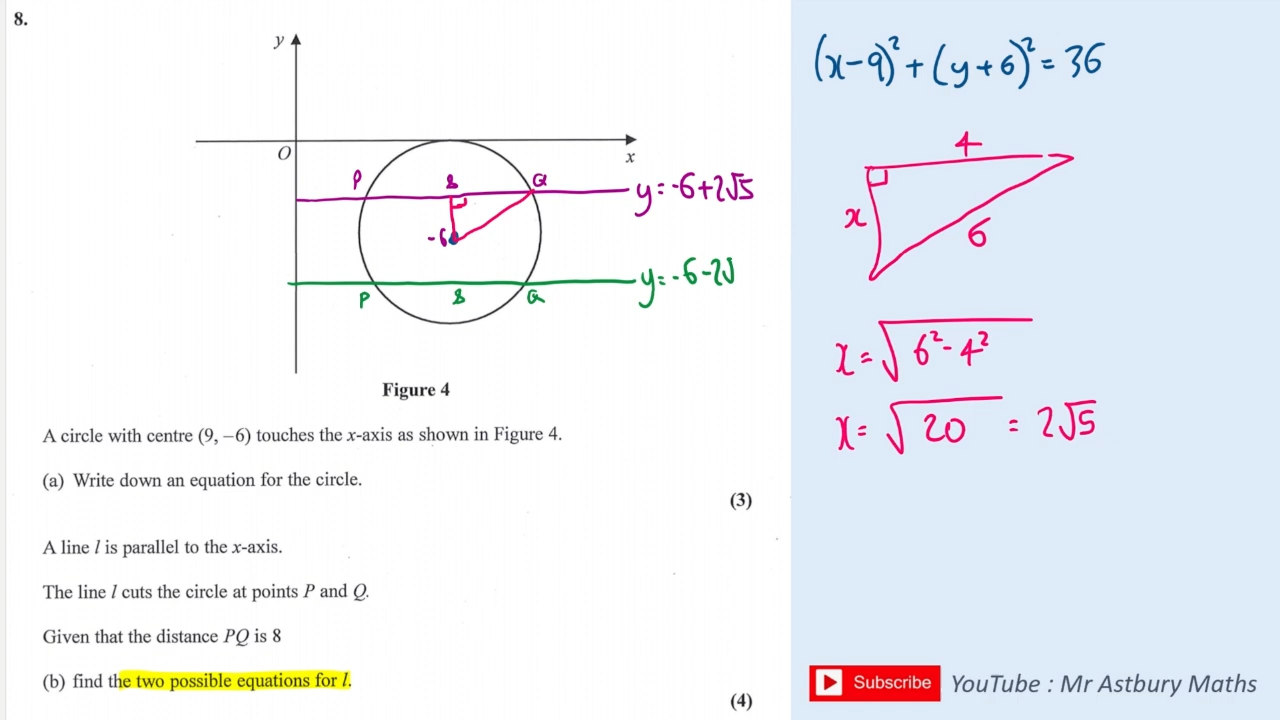 8.
y
(x-9)² + (y+6)² = 36
O
x
4
P
8
Q
y=-6+2√5
x
6
-6
y=-6-2√
P
8
Q
x=√6²-4²
Figure 4
x=√20 = 2√5
A circle with centre (9, −6) touches the x-axis as shown in Figure 4.
(a) Write down an equation for the circle.
(3)
A line l is parallel to the x-axis.
The line l cuts the circle at points P and Q.
Given that the distance PQ is 8
(b) find the two possible equations for l.
(4)
Subscribe
YouTube : Mr Astbury Maths